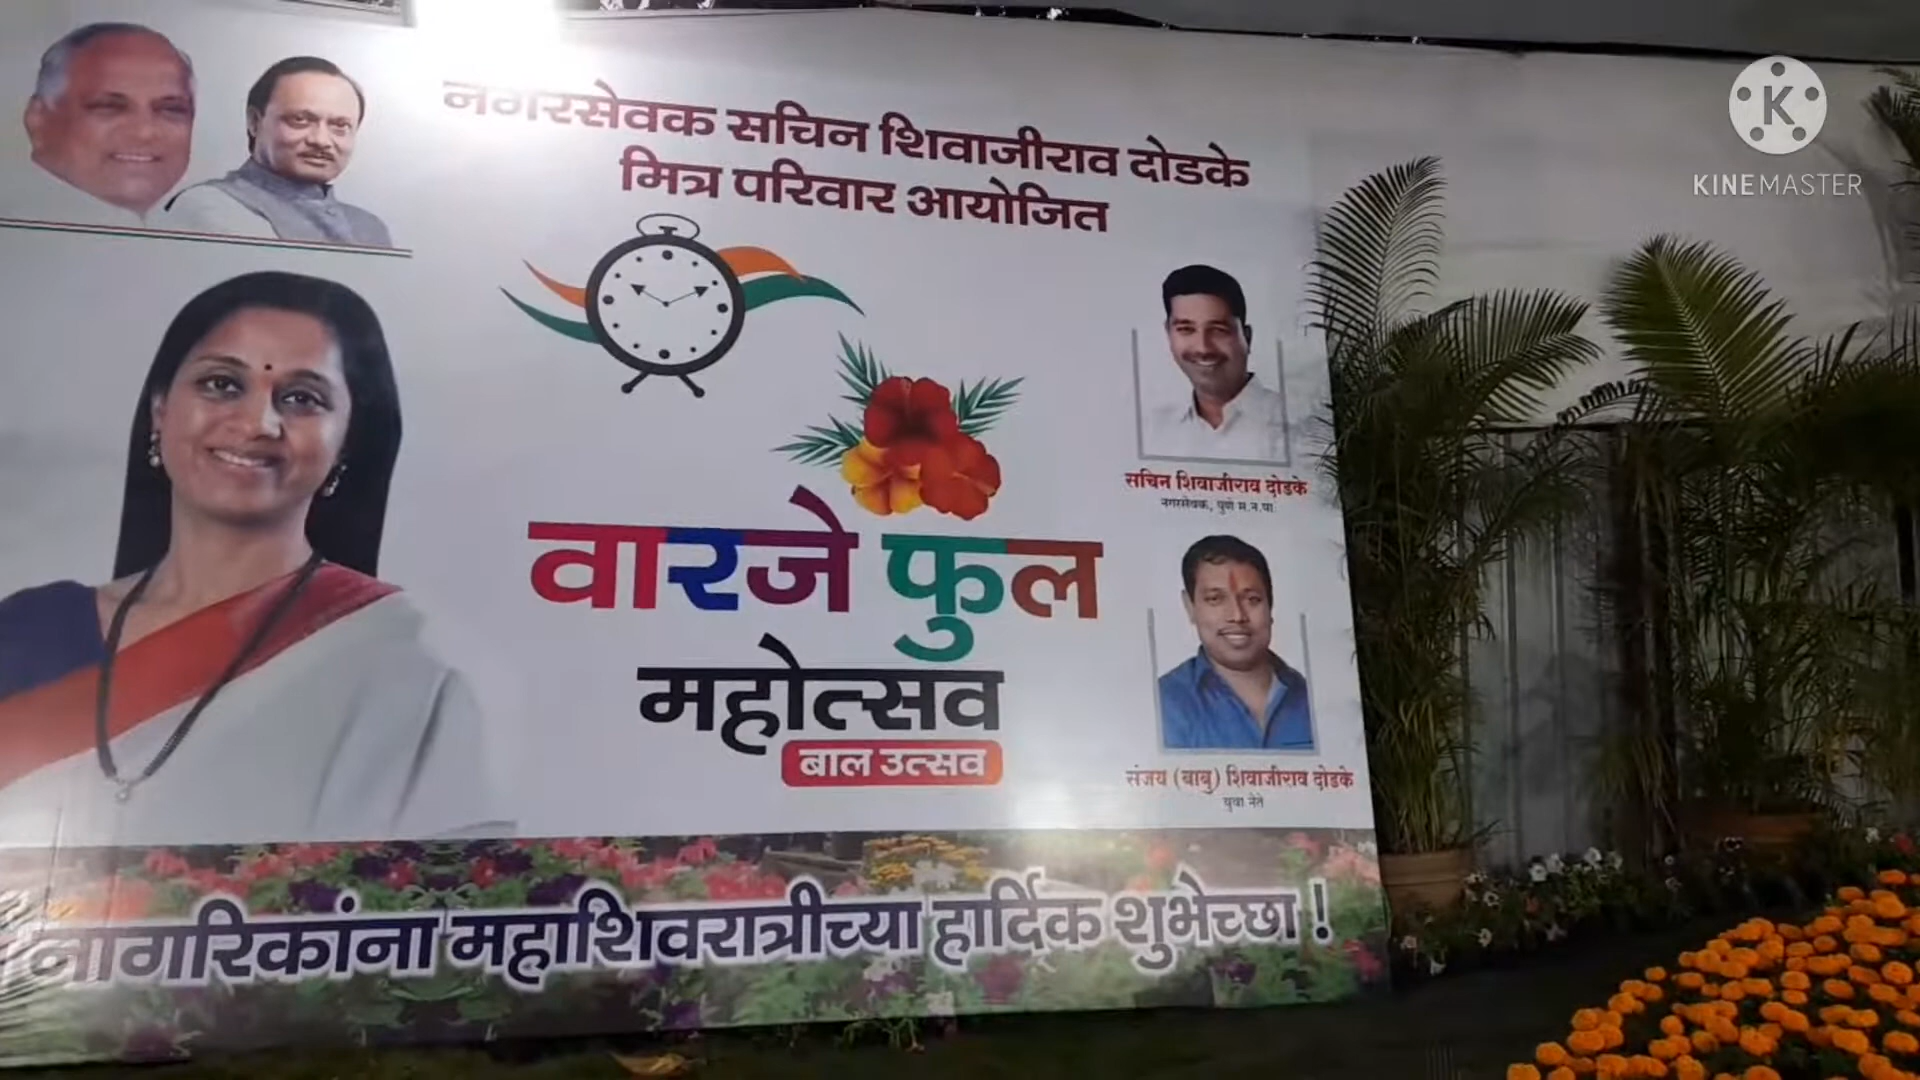 नगरसेवक सचिन शिवाजीराव दोडके
मित्र परिवार आयोजित
KINEMASTER
सचिन शिवाजीराव दोडके
नगरसेवक, पुणे म.न.पा.
वारजे फुल
महोत्सव
बाल उत्सव
संजय (बाबु) शिवाजीराव दोडके
युवा नेते
नागरिकांना महाशिवरात्रीच्या हार्दिक शुभेच्छा !